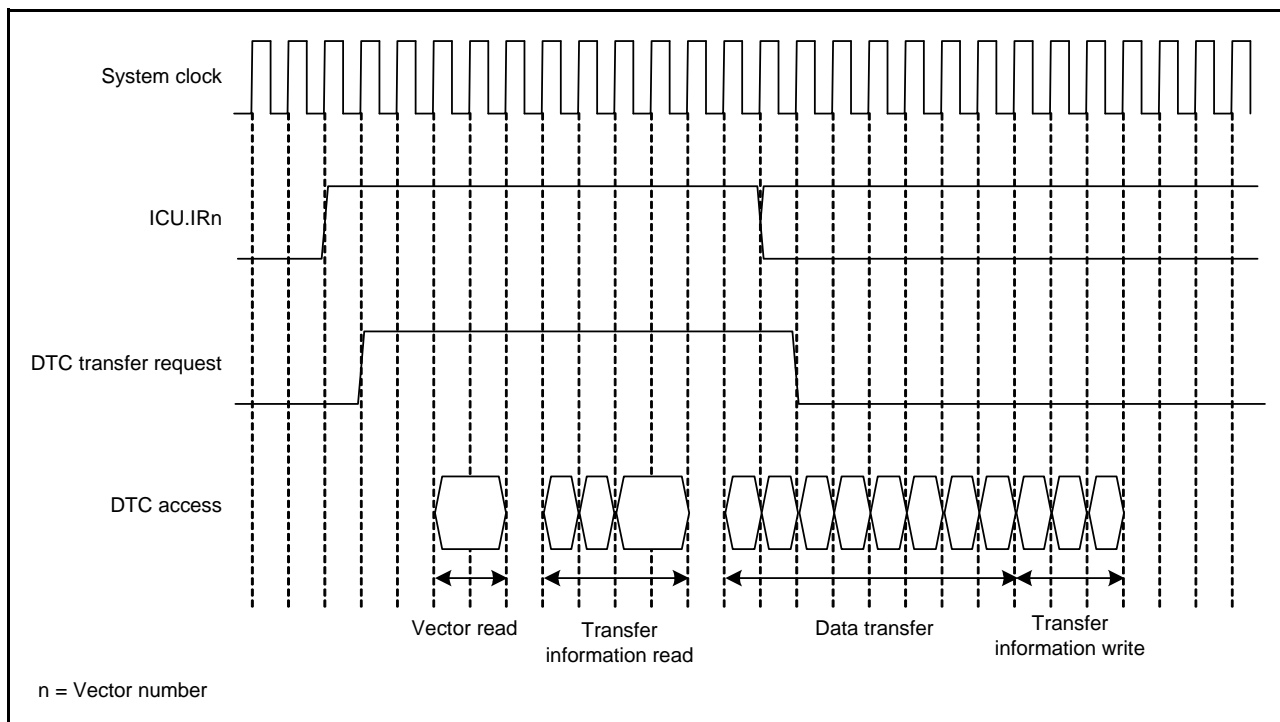 System clock
ICU.IRn
DTC transfer request
DTC access
Vector read
Transfer
information read
Data transfer
Transfer
information write
n = Vector number